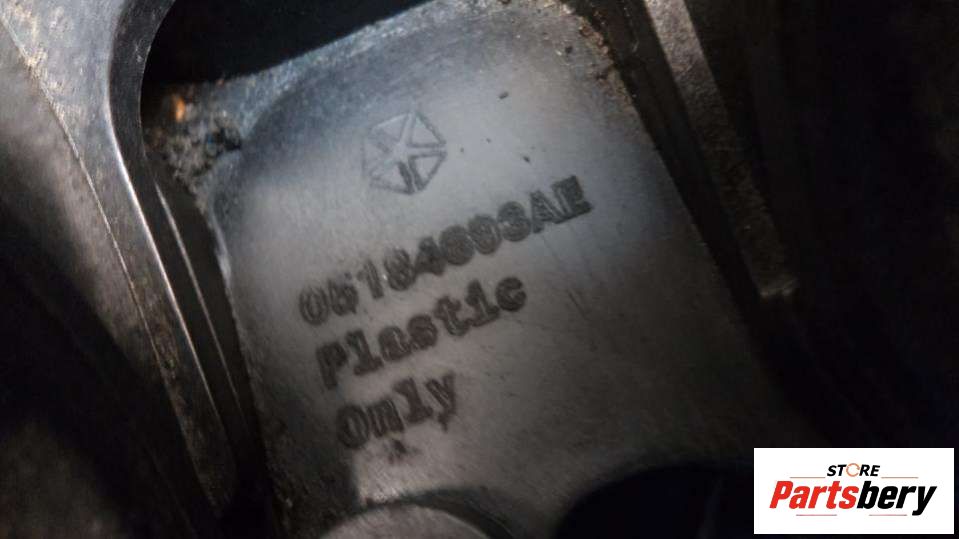 05184693AE
Plastic
Only
STORE
Partsbery